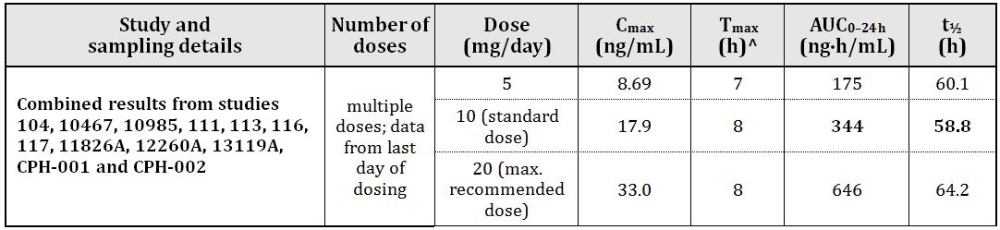 Study and
sampling details
Number of
doses
Dose
(mg/day)
Cmax
(ng/mL)
Tmax
(h)^
AUC0–24h
(ng·h/mL)
t½
(h)
Combined results from studies
104, 10467, 10985, 111, 113, 116,
117, 11826A, 12260A, 13119A,
CPH-001 and CPH-002
multiple
doses; data
from last
day of
dosing
5
8.69
7
175
60.1
10 (standard
dose)
17.9
8
344
58.8
20 (max.
recommended
dose)
33.0
8
646
64.2